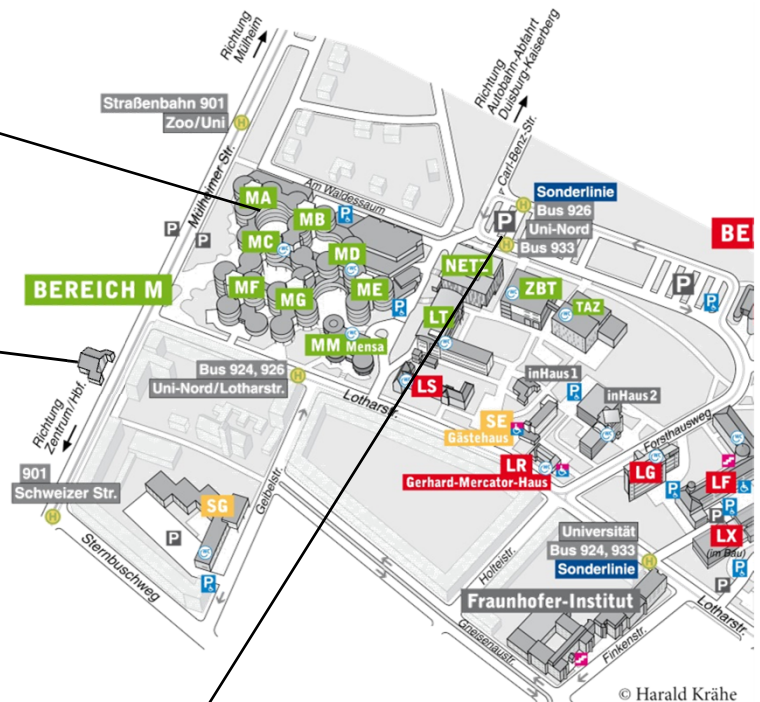 Richtung
Mülheim
Richtung
Autobahn-Abfahrt
Duisburg-Kaiserberg
Straßenbahn 901
Zoo/Uni
H
Mülheimer Str.
Carl-Benz-Str.
Am Waldessaum
Sonderlinie
Bus 926
Uni-Nord
Bus 933
H
H
P
P
P
P
P
P
P
MA
MB
MC
MD
ME
MF
MG
MM Mensa
NETZ
LT
ZBT
TAZ
BE
BEREICH M
Bus 924, 926
Uni-Nord/Lotharstr.
H
Lotharstr.
LS
inHaus1
inHaus2
P
SE
Gästehaus
LR
Gerhard-Mercator-Haus
Forsthausweg
LG
LF
P
P
P
LX
(im Bau)
P
P
Richtung
Zentrum/Hbf.
901
Schweizer Str.
H
SG
P
P
Geibelstr.
Sternbuschweg
Universität
Bus 924, 933
Sonderlinie
H
Holteistr.
Fraunhofer-Institut
Lotharstr.
Gneisenaustr.
Finkenstr.
© Harald Krähe